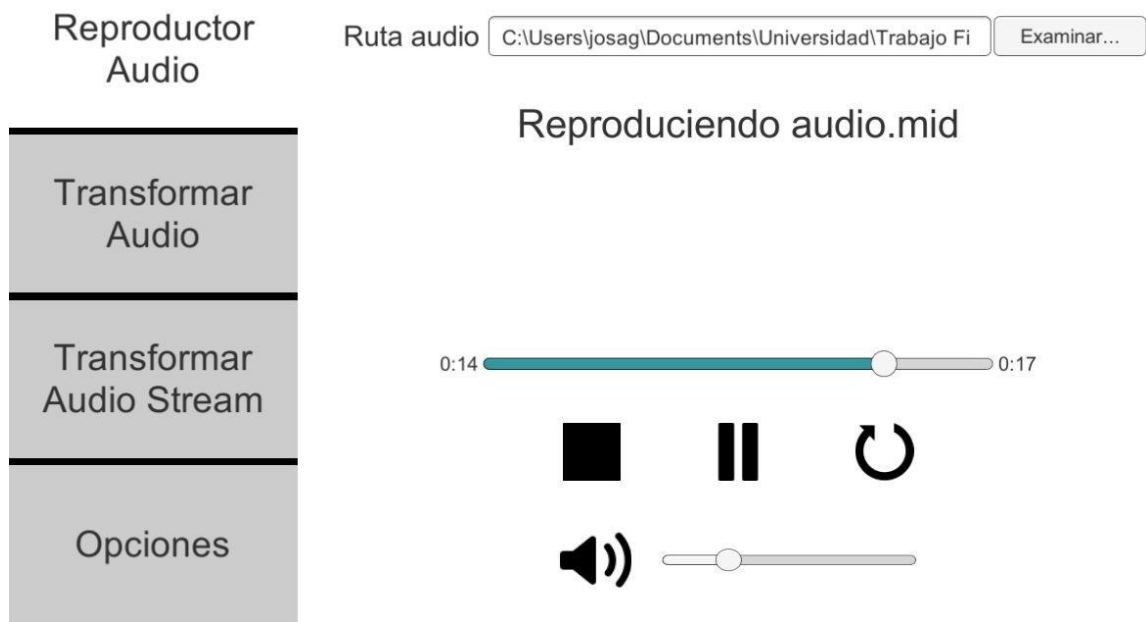 Reproductor
Audio
Transformar
Audio
Transformar
Audio Stream
Opciones
Ruta audio
C:\Users\josag\Documents\Universidad\Trabajo Fi
Examinar...
Reproduciendo audio.mid
0:14
0:17